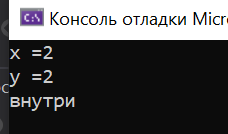 Консоль отладки Micr
x =2
y =2
внутри